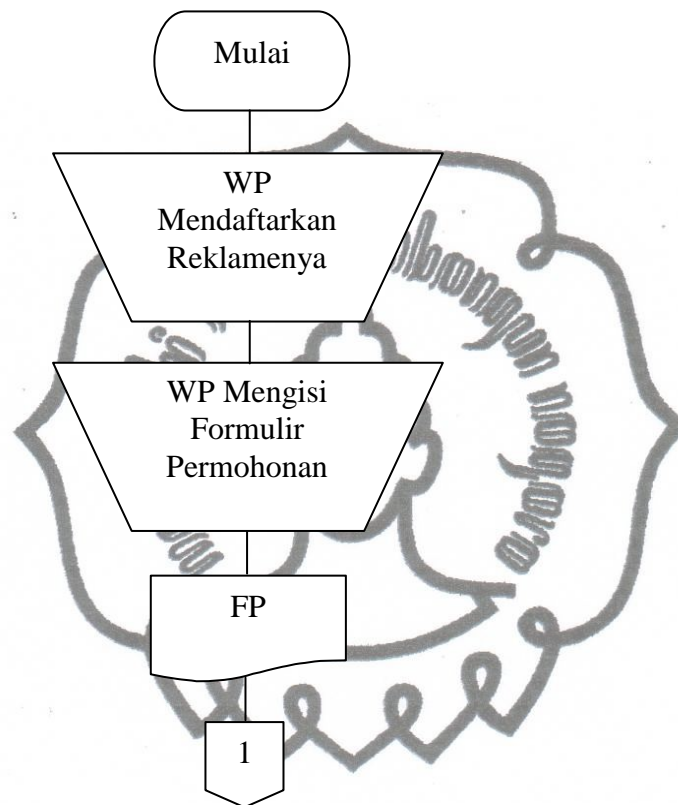 Mulai
WP
Mendaftarkan
Reklamenya
WP Mengisi
Formulir
Permohonan
FP
1